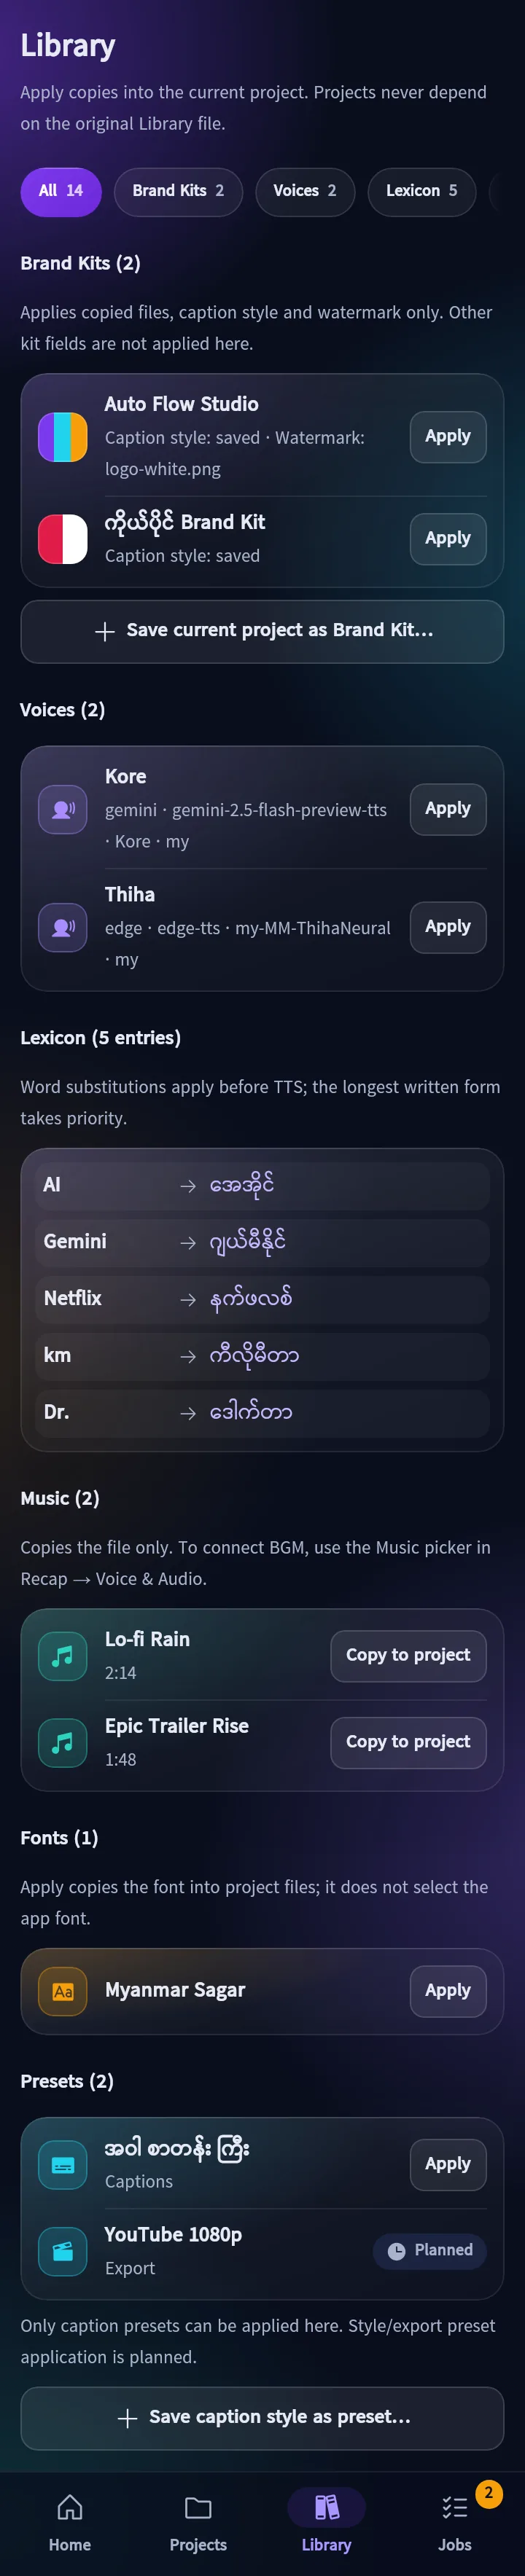 Library
Apply copies into the current project. Projects never depend
on the original Library file.
All 14
Brand Kits 2
Voices 2
Lexicon 5
Brand Kits (2)
Applies copied files, caption style and watermark only. Other
kit fields are not applied here.
Auto Flow Studio
Caption style: saved · Watermark:
logo-white.png
Apply
ကိုယ်ပိုင် Brand Kit
Caption style: saved
Apply
Save current project as Brand Kit...
Voices (2)
Kore
gemini · gemini-2.5-flash-preview-tts
· Kore · my
Apply
Thiha
edge · edge-tts · my-MM-ThihaNeural
· my
Apply
Lexicon (5 entries)
Word substitutions apply before TTS; the longest written form
takes priority.
AI → အေအိုင်
Gemini → ဂျယ်မီနိုင်
Netflix → နက်ဖလစ်
km → ကီလိုမီတာ
Dr. → ဒေါက်တာ
Music (2)
Copies the file only. To connect BGM, use the Music picker in
Recap → Voice & Audio.
Lo-fi Rain
2:14
Copy to project
Epic Trailer Rise
1:48
Copy to project
Fonts (1)
Apply copies the font into project files; it does not select the
app font.
Aa
Myanmar Sagar
Apply
Presets (2)
အဝါ စာတန်း ကြီး
Captions
Apply
YouTube 1080p
Export
Planned
Only caption presets can be applied here. Style/export preset
application is planned.
Save caption style as preset...
2
Home
Projects
Library
Jobs